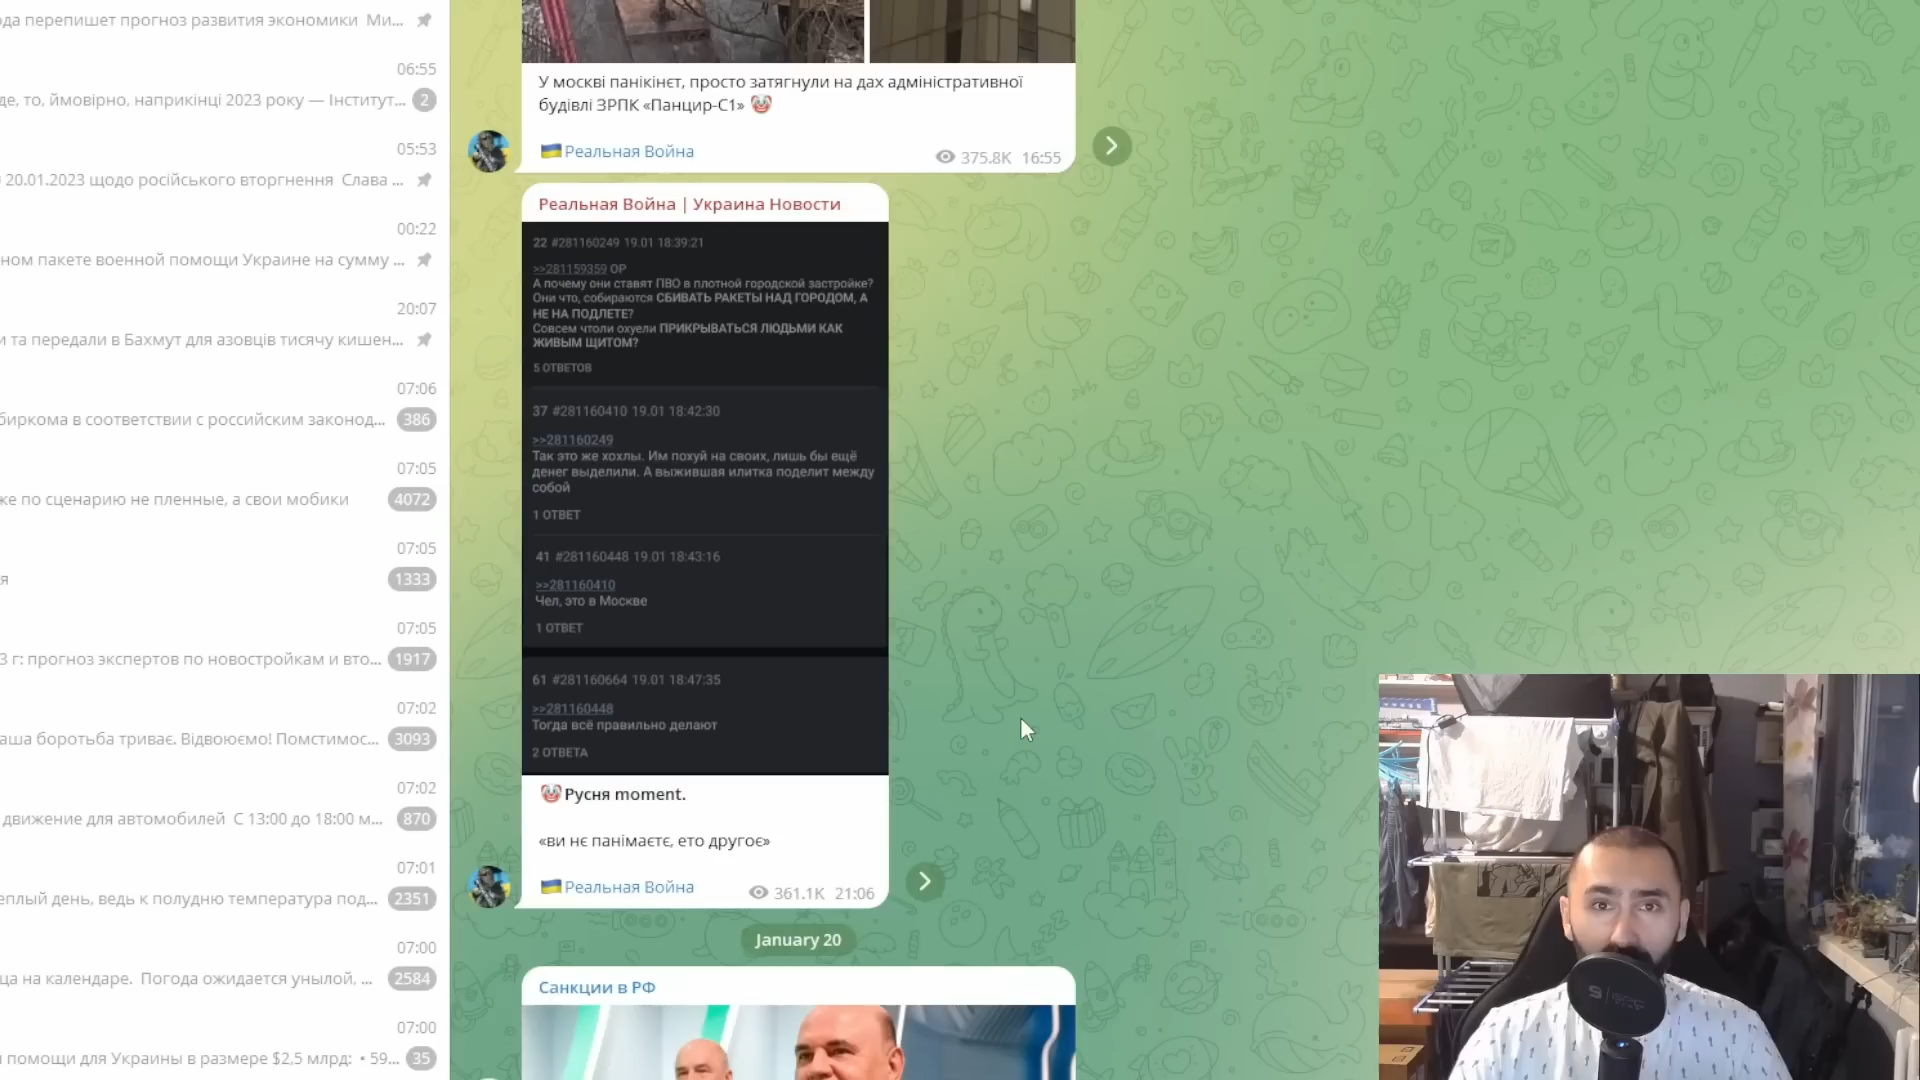 ода перепишет прогноз развития экономики Ми...
06:55
де, то, ймовірно, наприкінці 2023 року — Інститут...
2
05:53
20.01.2023 щодо російського вторгнення Слава ...
00:22
ном пакете военной помощи Украине на сумму ...
20:07
и та передали в Бахмут для азовців тисячу кишен...
07:06
биркома в соответствии с российским законод...
386
07:05
же по сценарию не пленные, а свои мобики
4072
07:05
я
1333
07:05
3 г: прогноз экспертов по новостройкам и вто...
1917
07:02
аша боротьба триває. Відвоюємо! Помстимос...
3093
07:02
движение для автомобилей С 13:00 до 18:00 м...
870
07:01
еплый день, ведь к полудню температура под...
2351
07:00
ца на календаре. Погода ожидается унылой, ...
2584
07:00
помощи для Украины в размере $2,5 млрд: • 59...
35
У москві панікінєт, просто затягнули на дах адміністративної
будівлі ЗРПК «Панцир-С1»
Реальная Война
375.8K 16:55
Реальная Война | Украина Новости
22 #281160249 19.01 18:39:21
>>281159359 OP
А почему они ставят ПВО в плотной городской застройке?
Они что, собираются СБИВАТЬ РАКЕТЫ НАД ГОРОДОМ, А
НЕ НА ПОДЛЕТЕ?
Совсем чтоли охуели ПРИКРЫВАТЬСЯ ЛЮДЬМИ КАК
ЖИВЫМ ЩИТОМ?
5 ОТВЕТОВ
37 #281160410 19.01 18:42:30
>>281160249
Так это же хохлы. Им похуй на своих, лишь бы ещё
денег выделили. А выжившая илитка поделит между
собой
1 ОТВЕТ
41 #281160448 19.01 18:43:16
>>281160410
Чел, это в Москве
1 ОТВЕТ
61 #281160664 19.01 18:47:35
>>281160448
Тогда всё правильно делают
2 ОТВЕТА
Русня moment.
«ви нє панімаєтє, ето другоє»
Реальная Война
361.1K 21:06
January 20
Санкции в РФ